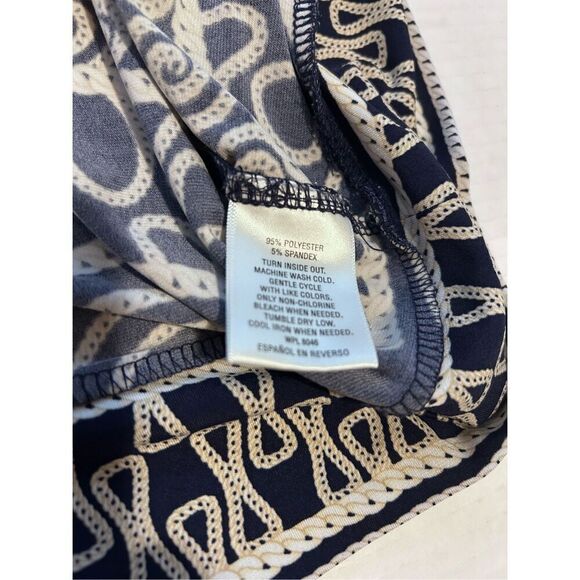 95% POLYESTER
5% SPANDEX
TURN INSIDE OUT.
MACHINE WASH COLD.
GENTLE CYCLE
WITH LIKE COLORS.
ONLY NON-CHLORINE
BLEACH WHEN NEEDED.
TUMBLE DRY LOW.
COOL IRON WHEN NEEDED.
WPL 8046
ESPAÑOL EN REVERSO